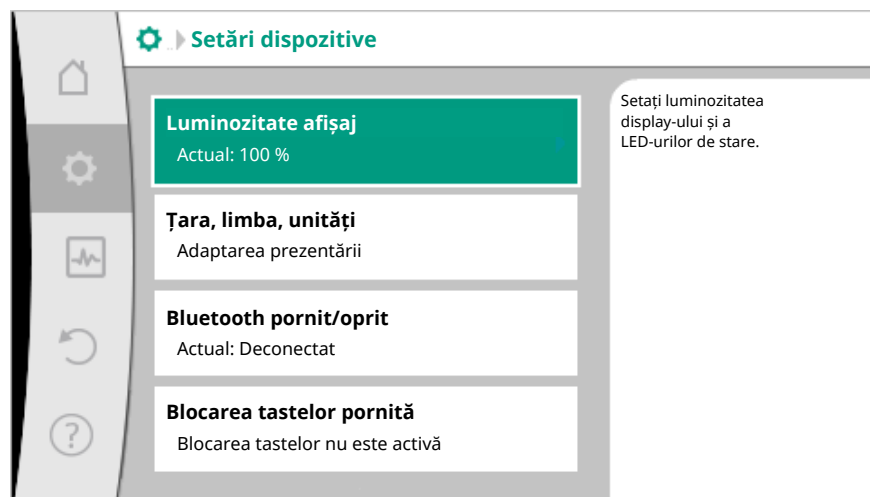 Setări dispozitive
Luminozitate afișaj
Actual: 100 %
Țara, limba, unități
Adaptarea prezentării
Bluetooth pornit/oprit
Actual: Deconectat
Blocarea tastelor pornită
Blocarea tastelor nu este activă
Setați luminozitatea
display-ului și a
LED-urilor de stare.
?